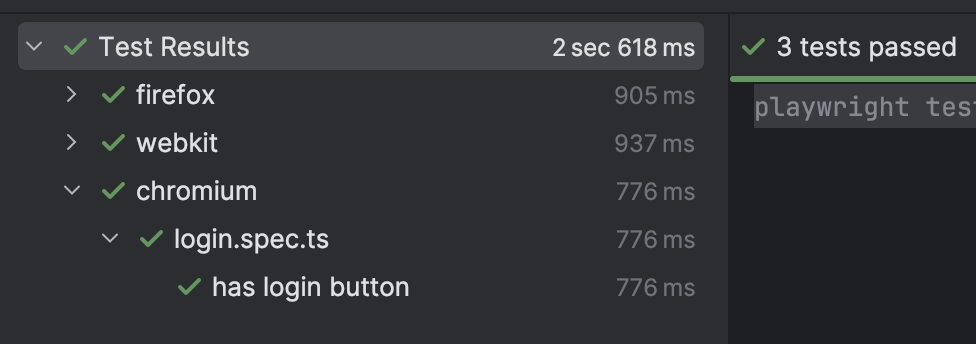 Test Results 2 sec 618 ms
firefox 905 ms
webkit 937 ms
chromium 776 ms
login.spec.ts 776 ms
has login button 776 ms
3 tests passed
playwright tes